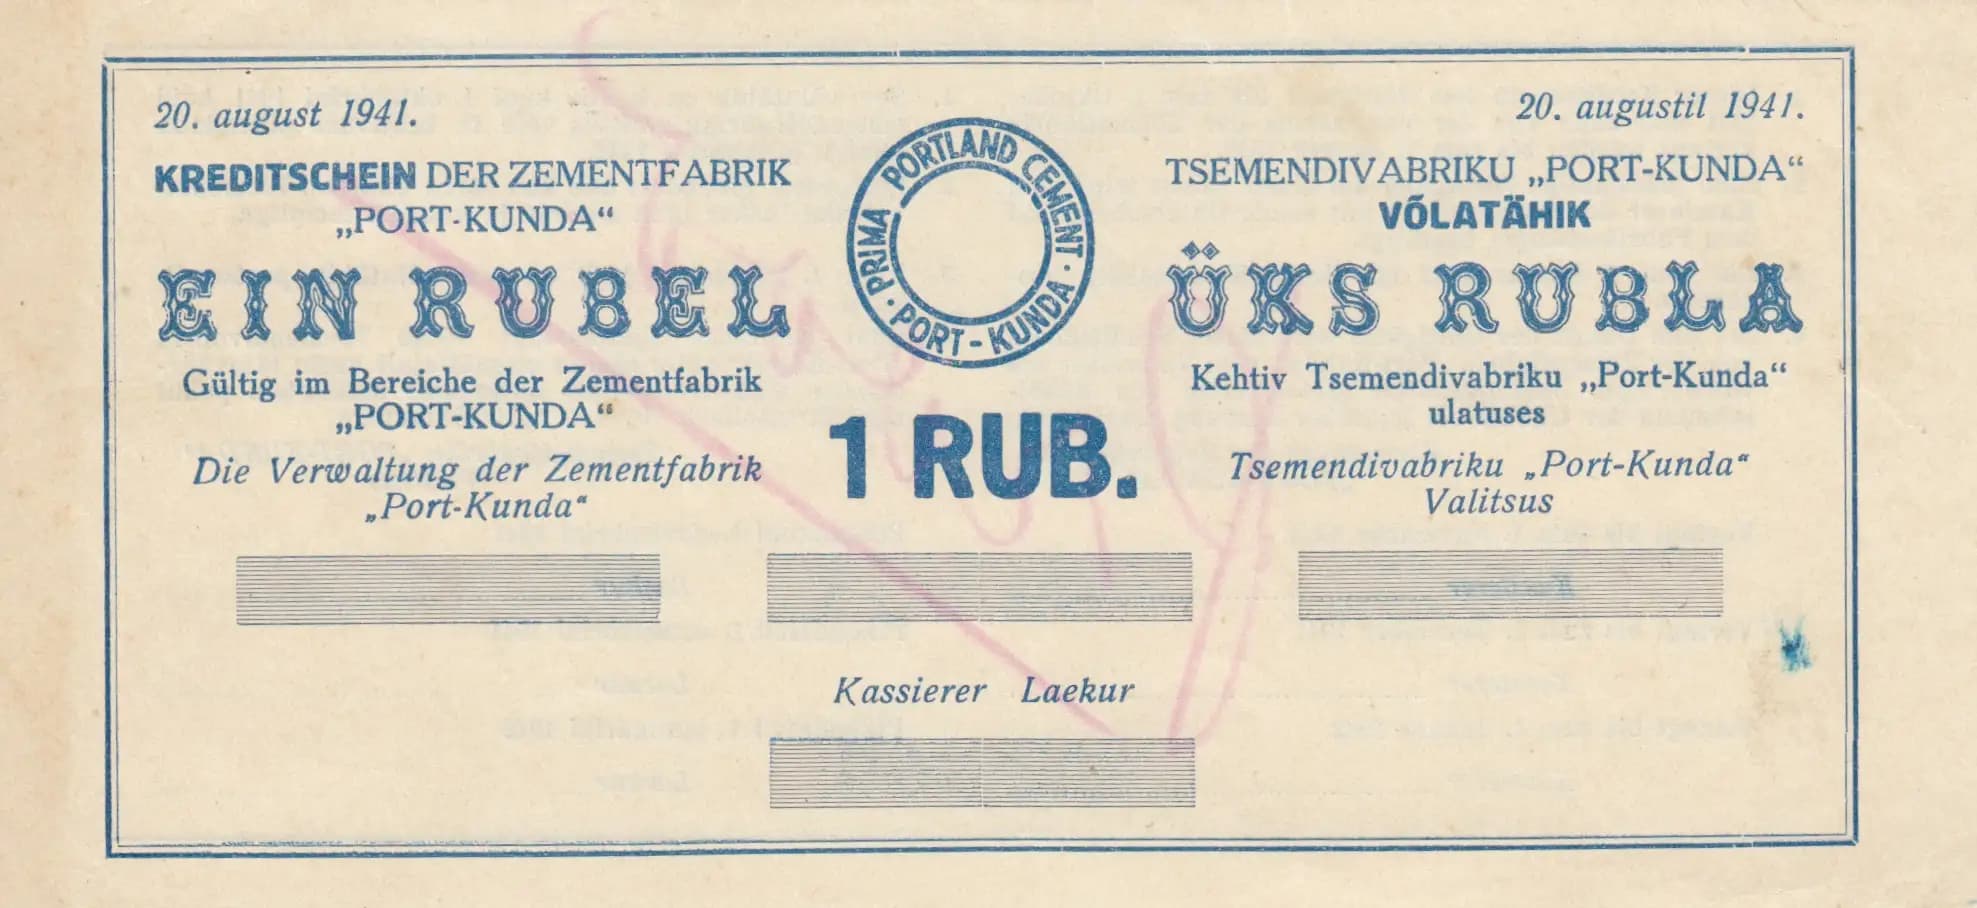 20. august 1941.
KREDITSCHEIN DER ZEMENTFABRIK
„PORT-KUNDA“
EIN RUBEL
Gültig im Bereiche der Zementfabrik
„PORT-KUNDA“
Die Verwaltung der Zementfabrik
„Port-Kunda“
PRIMA PORTLAND CEMENT · PORT-KUNDA ·
1 RUB.
20. augustil 1941.
TSEMENDIVABRIKU „PORT-KUNDA“
VÕLATÄHIK
ÜKS RUBLA
Kehtiv Tsemendivabriku „Port-Kunda“
ulatuses
Tsemendivabriku „Port-Kunda“
Valitsus
Kassierer Laekur